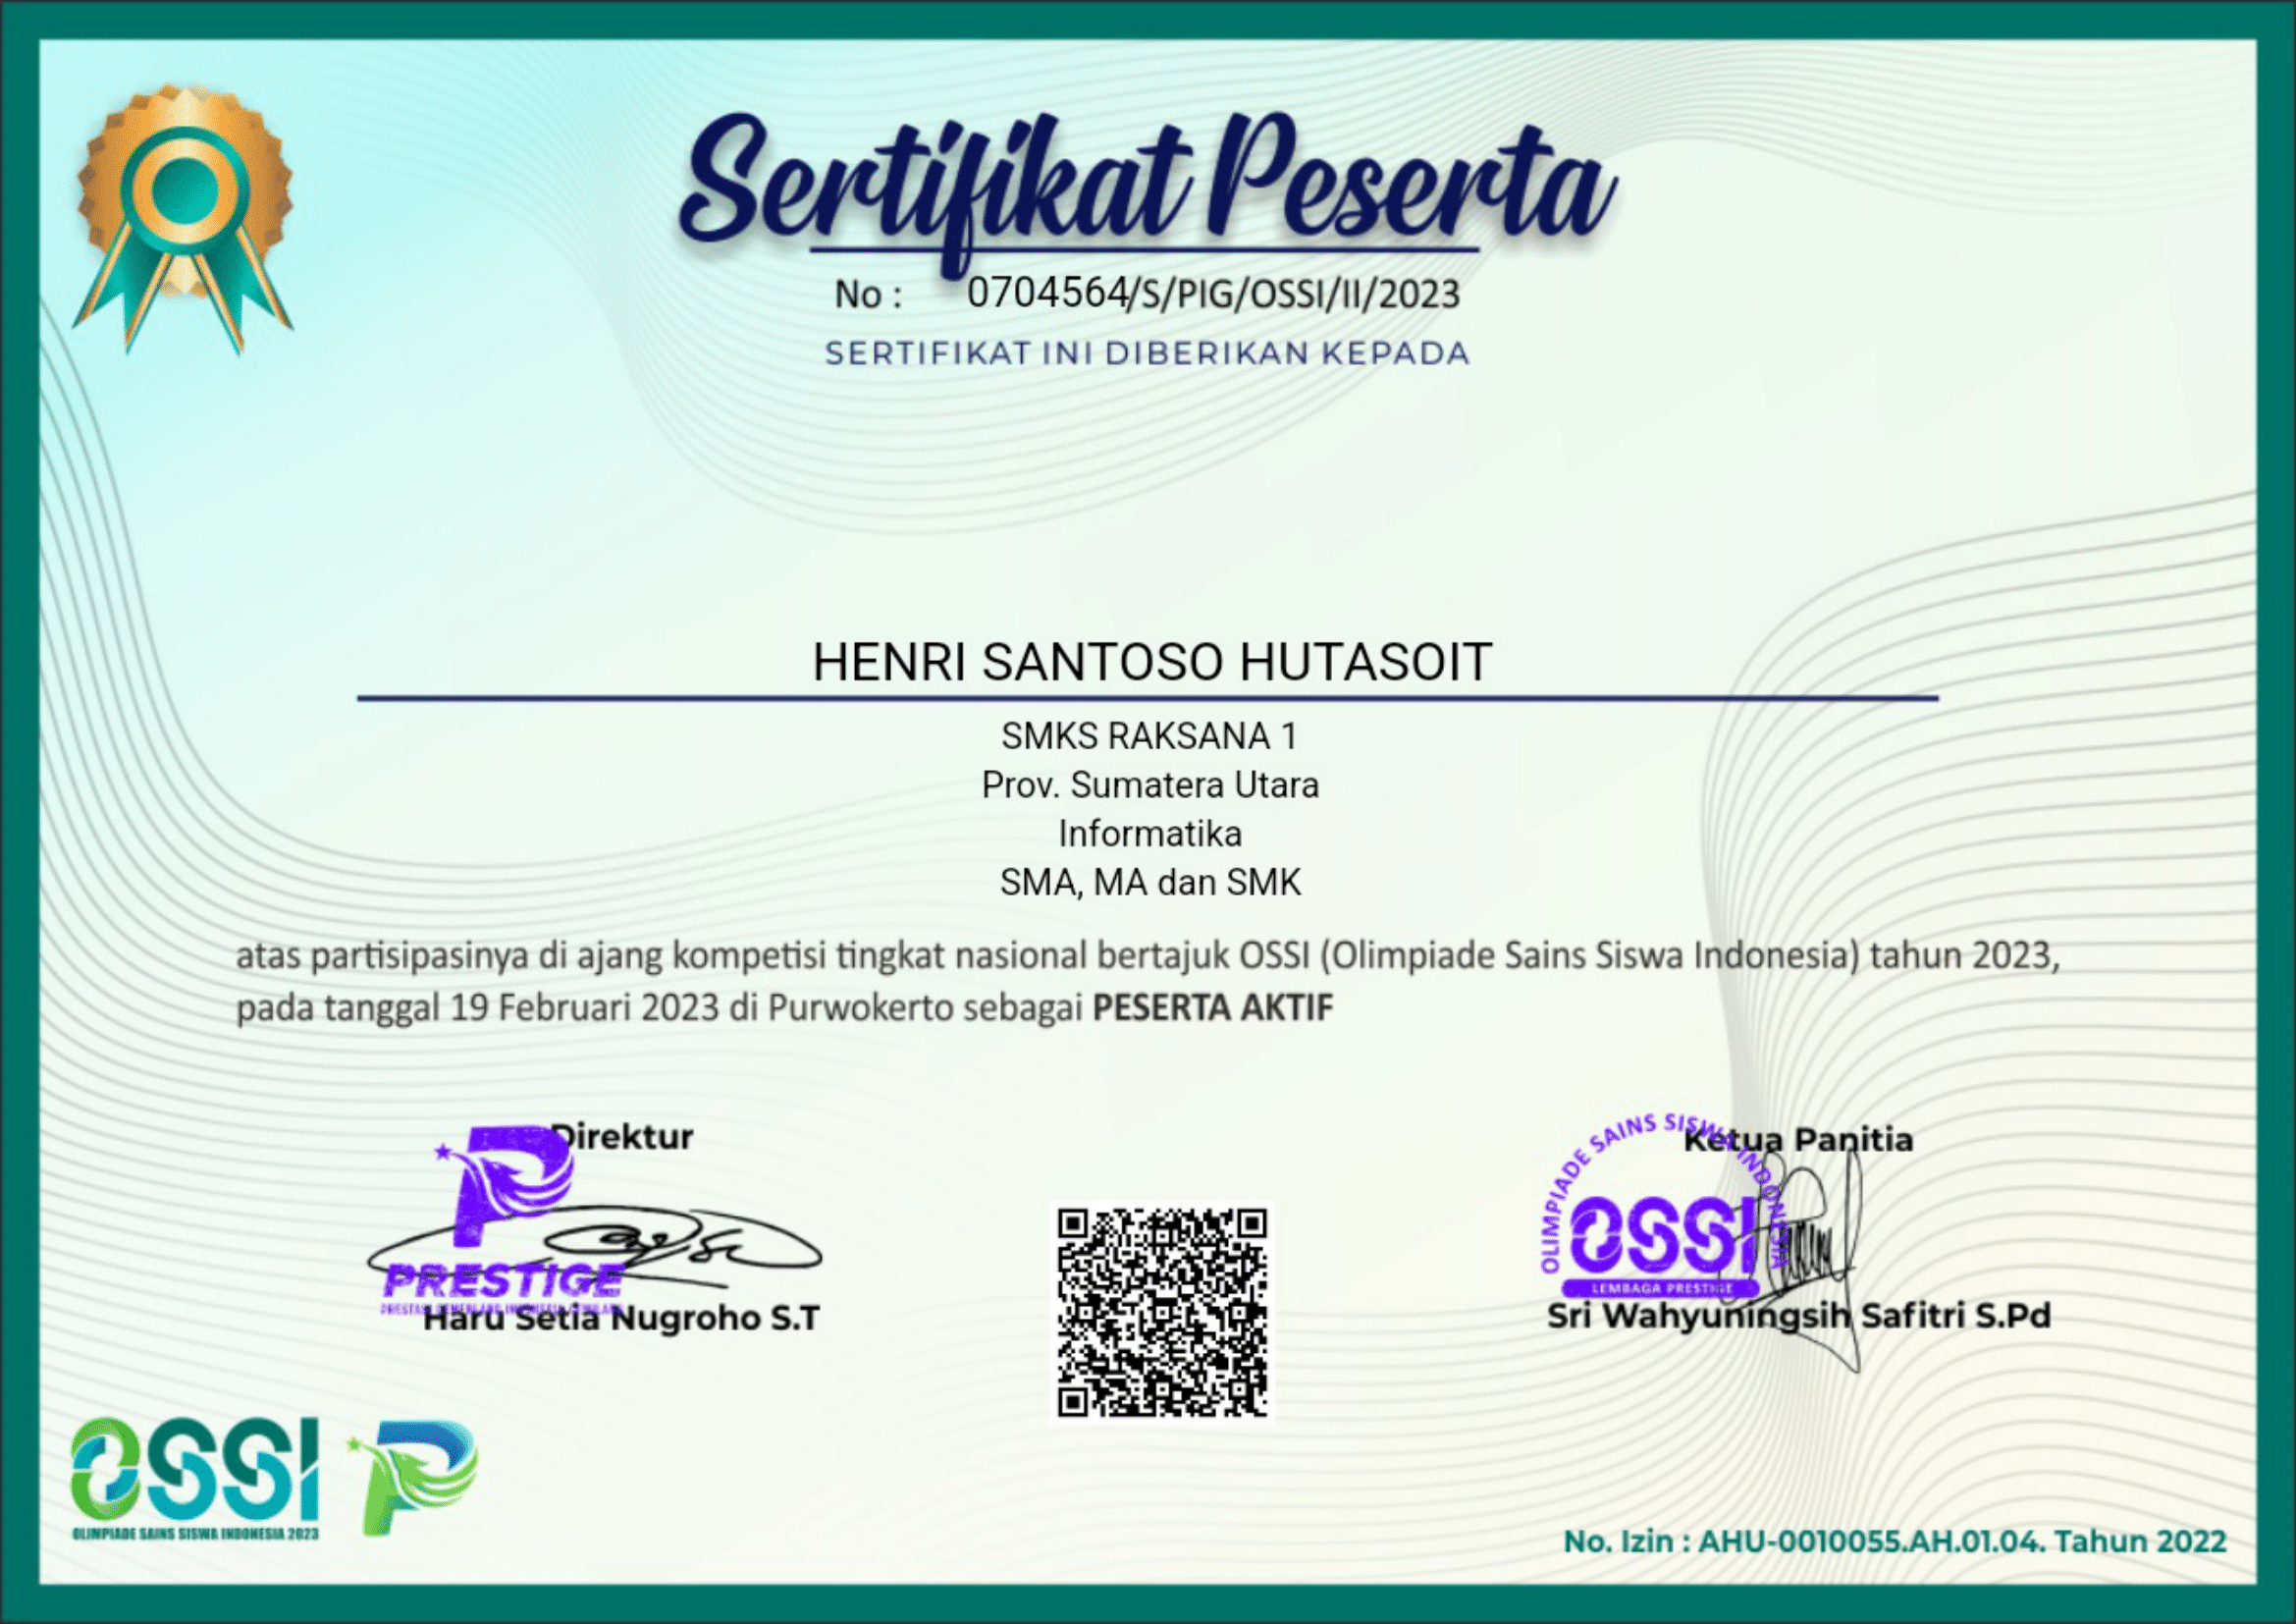 Sertifikat Peserta
No : 0704564/S/PIG/OSSI/II/2023
SERTIFIKAT INI DIBERIKAN KEPADA
HENRI SANTOSO HUTASOIT
SMKS RAKSANA 1
Prov. Sumatera Utara
Informatika
SMA, MA dan SMK
atas partisipasinya di ajang kompetisi tingkat nasional bertajuk OSSI (Olimpiade Sains Siswa Indonesia) tahun 2023,
pada tanggal 19 Februari 2023 di Purwokerto sebagai PESERTA AKTIF
Direktur
PRESTIGE
Haru Setia Nugroho S.T
Ketua Panitia
OLIMPIADE SAINS SISWA INDONESIA
OSSI
LEMBAGA PRESTIGE
Sri Wahyuningsih Safitri S.Pd
OSSI
OLIMPIADE SAINS SISWA INDONESIA 2023
No. Izin : AHU-0010055.AH.01.04. Tahun 2022